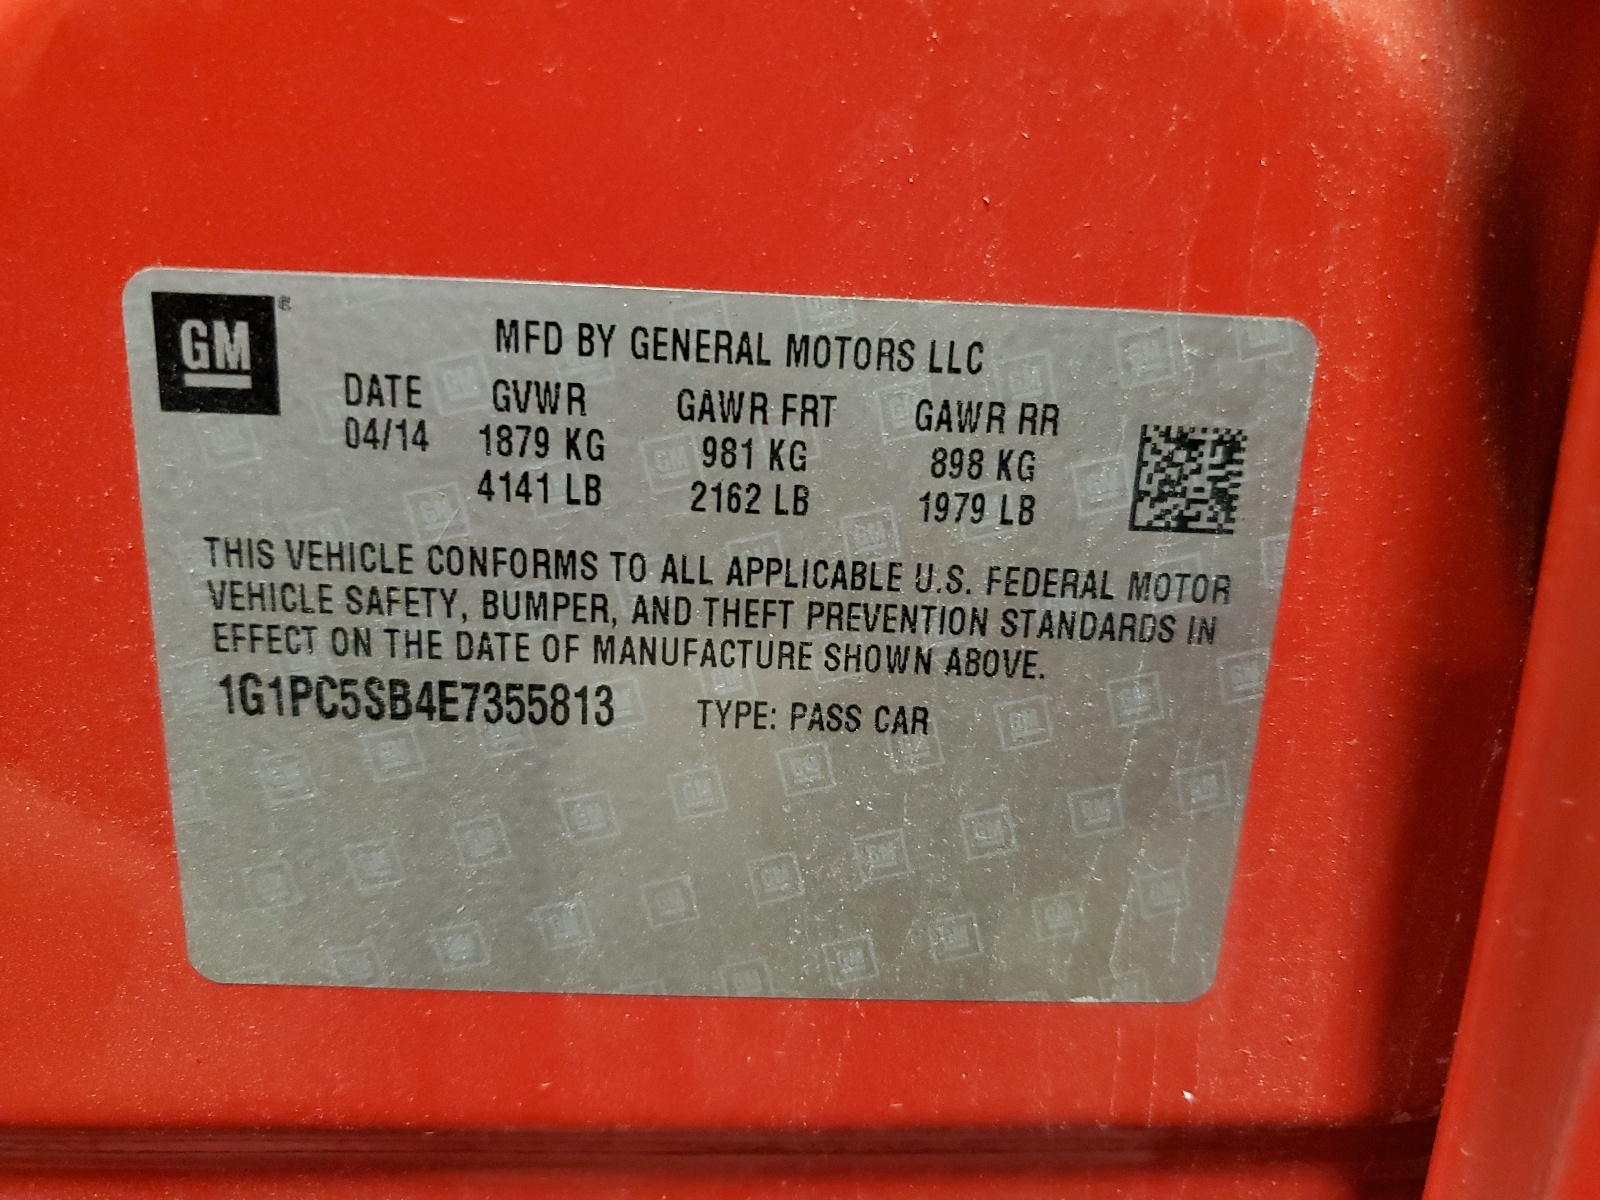 GM ®
MFD BY GENERAL MOTORS LLC
DATE GVWR GAWR FRT GAWR RR
04/14 1879 KG 981 KG 898 KG
4141 LB 2162 LB 1979 LB
THIS VEHICLE CONFORMS TO ALL APPLICABLE U.S. FEDERAL MOTOR
VEHICLE SAFETY, BUMPER, AND THEFT PREVENTION STANDARDS IN
EFFECT ON THE DATE OF MANUFACTURE SHOWN ABOVE.
1G1PC5SB4E7355813 TYPE: PASS CAR